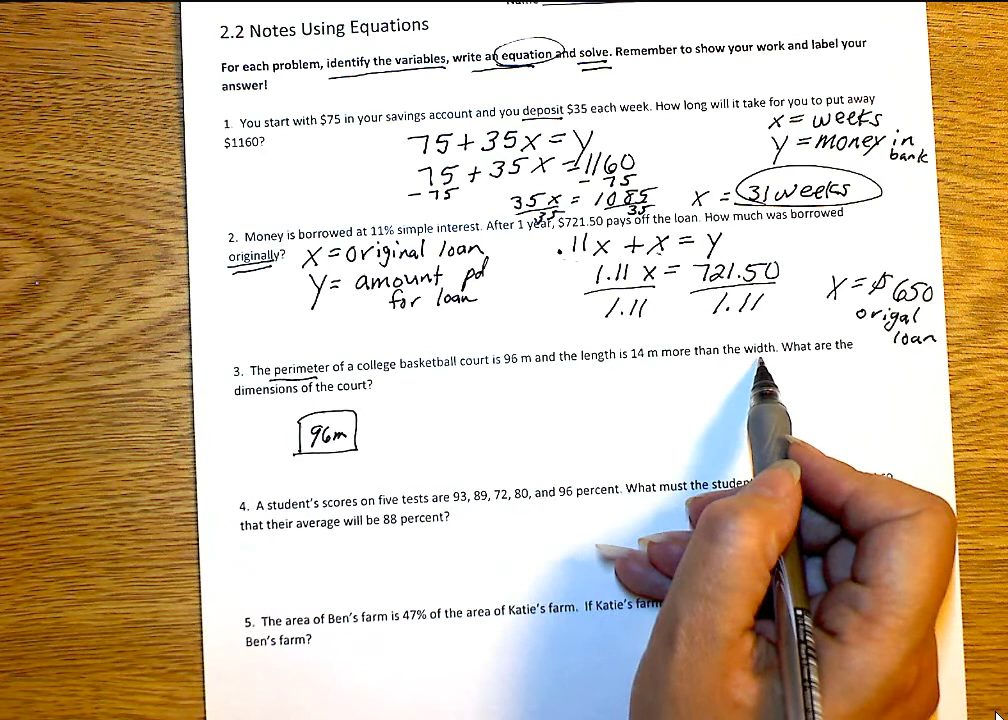 2.2 Notes Using Equations
For each problem, identify the variables, write an equation and solve. Remember to show your work and label your
answer!
1. You start with $75 in your savings account and you deposit $35 each week. How long will it take for you to put away
$1160?
x = weeks
y = money in
bank
75 + 35x = y
75 + 35x = 1160
- 75 - 75
35x = 1085
35 35
x = 31 weeks
2. Money is borrowed at 11% simple interest. After 1 year, $721.50 pays off the loan. How much was borrowed
originally?
x = original loan
y = amount pd
for loan
.11x + x = y
1.11 x = 721.50
1.11 1.11
x = $650
origal
loan
3. The perimeter of a college basketball court is 96 m and the length is 14 m more than the width. What are the
dimensions of the court?
96m
4. A student's scores on five tests are 93, 89, 72, 80, and 96 percent. What must the
that their average will be 88 percent?
5. The area of Ben's farm is 47% of the area of Katie's farm. If Katie's farm
Ben's farm?